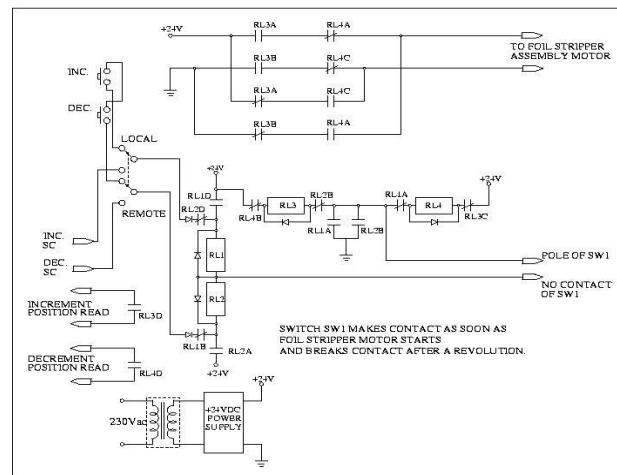 RL3A
RL4A
+24V
TO FOIL STRIPPER
ASSEMBLY MOTOR
RL3B
RL4C
INC.
RL3A
RL4C
DEC.
RL3B
RL4A
LOCAL
+24V
+24V
RL1D
RL2D
RL4B
RL3
RL2B
RL1A
RL4
RL3C
RL1A
RL2B
REMOTE
INC.
SC
RL1
POLE OF SW1
DEC.
SC
RL2
NO CONTACT
OF SW1
INCREMENT
POSITION READ
RL3D
RL1B
RL2A
+24V
SWITCH SW1 MAKES CONTACT AS SOON AS
FOIL STRIPPER MOTOR STARTS
AND BREAKS CONTACT AFTER A REVOLUTION.
DECREMENT
POSITION READ
RL4D
+24V
230Vac
+24VDC
POWER
SUPPLY